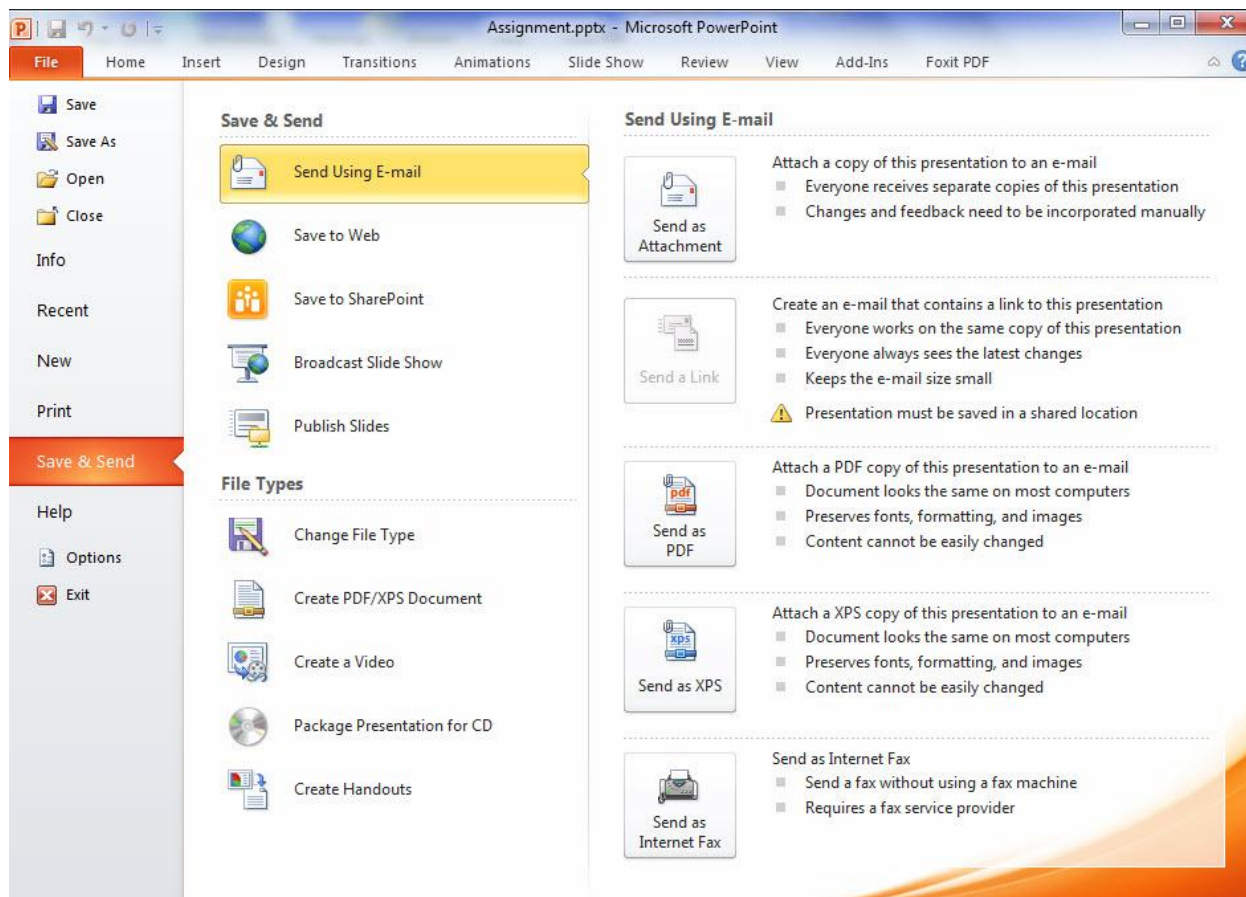 Assignment.pptx - Microsoft PowerPoint
File Home Insert Design Transitions Animations Slide Show Review View Add-Ins Foxit PDF
Save
Save As
Open
Close
Info
Recent
New
Print
Save & Send
Help
Options
Exit
Save & Send
Send Using E-mail
Save to Web
Save to SharePoint
Broadcast Slide Show
Publish Slides
File Types
Change File Type
Create PDF/XPS Document
Create a Video
Package Presentation for CD
Create Handouts
Send Using E-mail
Send as
Attachment
Attach a copy of this presentation to an e-mail
Everyone receives separate copies of this presentation
Changes and feedback need to be incorporated manually
Send a Link
Create an e-mail that contains a link to this presentation
Everyone works on the same copy of this presentation
Everyone always sees the latest changes
Keeps the e-mail size small
Presentation must be saved in a shared location
pdf
Send as
PDF
Attach a PDF copy of this presentation to an e-mail
Document looks the same on most computers
Preserves fonts, formatting, and images
Content cannot be easily changed
xps
Send as XPS
Attach a XPS copy of this presentation to an e-mail
Document looks the same on most computers
Preserves fonts, formatting, and images
Content cannot be easily changed
Send as
Internet Fax
Send as Internet Fax
Send a fax without using a fax machine
Requires a fax service provider